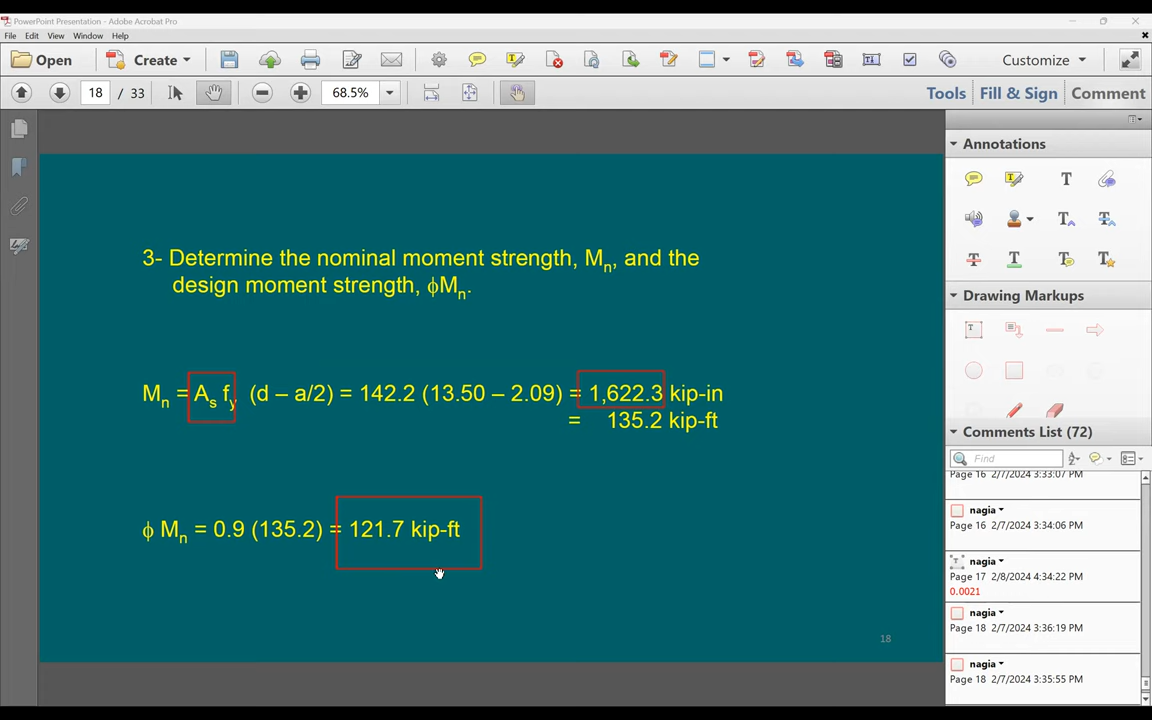 PowerPoint Presentation - Adobe Acrobat Pro
File Edit View Window Help
Open Create Customize
18 / 33 68.5% Tools Fill & Sign Comment
Annotations
Drawing Markups
Comments List (72)
Find
Page 16 2/7/2024 3:33:07 PM
nagia
Page 16 2/7/2024 3:34:06 PM
nagia
Page 17 2/8/2024 4:34:22 PM
0.0021
nagia
Page 18 2/7/2024 3:36:19 PM
nagia
Page 18 2/7/2024 3:35:55 PM
3- Determine the nominal moment strength, Mn, and the
design moment strength, ϕMn.
Mn = As fy (d – a/2) = 142.2 (13.50 – 2.09) = 1,622.3 kip-in
= 135.2 kip-ft
ϕ Mn = 0.9 (135.2) = 121.7 kip-ft
18